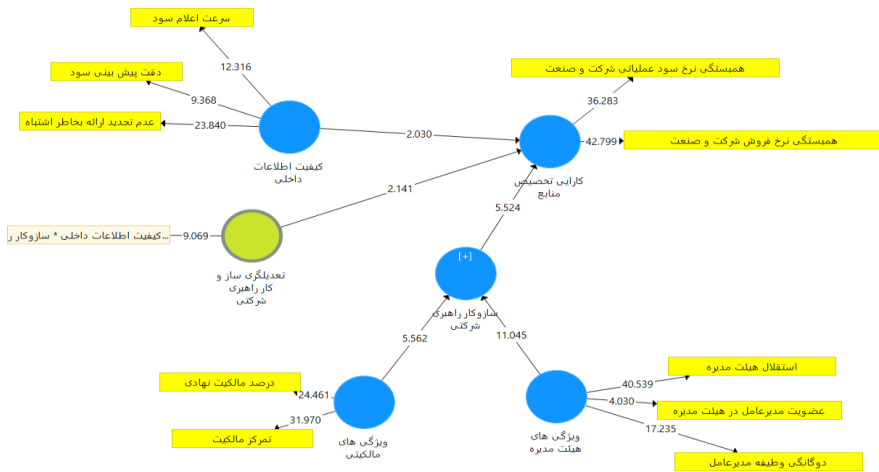 سرعت اعلام سود
12.316
دقت پیش بینی سود
9.368
عدم تجدید ارائه بخاطر اشتباه
23.840
کیفیت اطلاعات
داخلی
2.030
همبستگی نرخ سود عملیاتی شرکت و صنعت
36.283
همبستگی نرخ فروش شرکت و صنعت
42.799
کارایی تخصیص
منابع
2.141
5.524
کیفیت اطلاعات داخلی * سازوکار ر...
9.069
تعدیلگری ساز و
کار راهبری
شرکتی
[+]
سازوکار راهبری
شرکتی
5.562
11.045
درصد مالکیت نهادی
24.461
31.970
تمرکز مالکیت
ویژگی های
مالکیتی
استقلال هیئت مدیره
40.539
عضویت مدیرعامل در هیئت مدیره
4.030
17.235
دوگانگی وظیفه مدیرعامل
ویژگی های
هیئت مدیره